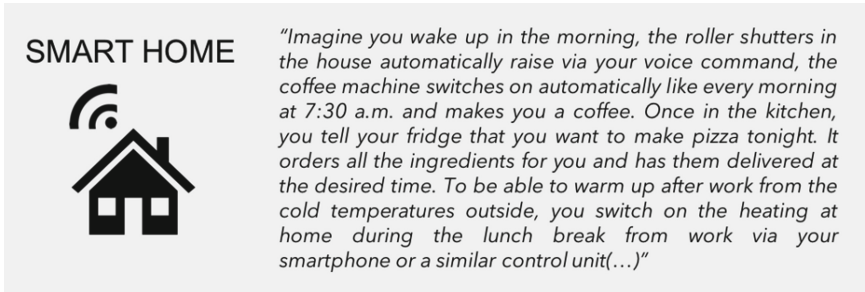 SMART HOME
“Imagine you wake up in the morning, the roller shutters in
the house automatically raise via your voice command, the
coffee machine switches on automatically like every morning
at 7:30 a.m. and makes you a coffee. Once in the kitchen,
you tell your fridge that you want to make pizza tonight. It
orders all the ingredients for you and has them delivered at
the desired time. To be able to warm up after work from the
cold temperatures outside, you switch on the heating at
home during the lunch break from work via your
smartphone or a similar control unit(…)”